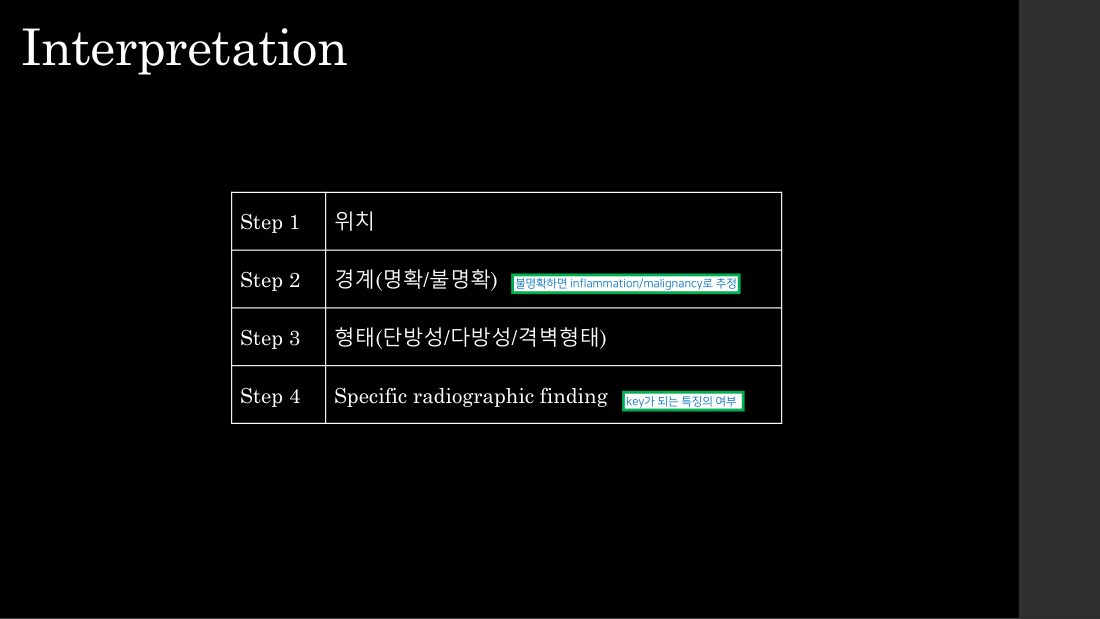 Interpretation
Step 1 위치
Step 2 경계(명확/불명확) 불명확하면 inflammation/malignancy로 추정
Step 3 형태(단방성/다방성/격벽형태)
Step 4 Specific radiographic finding key가 되는 특징의 여부